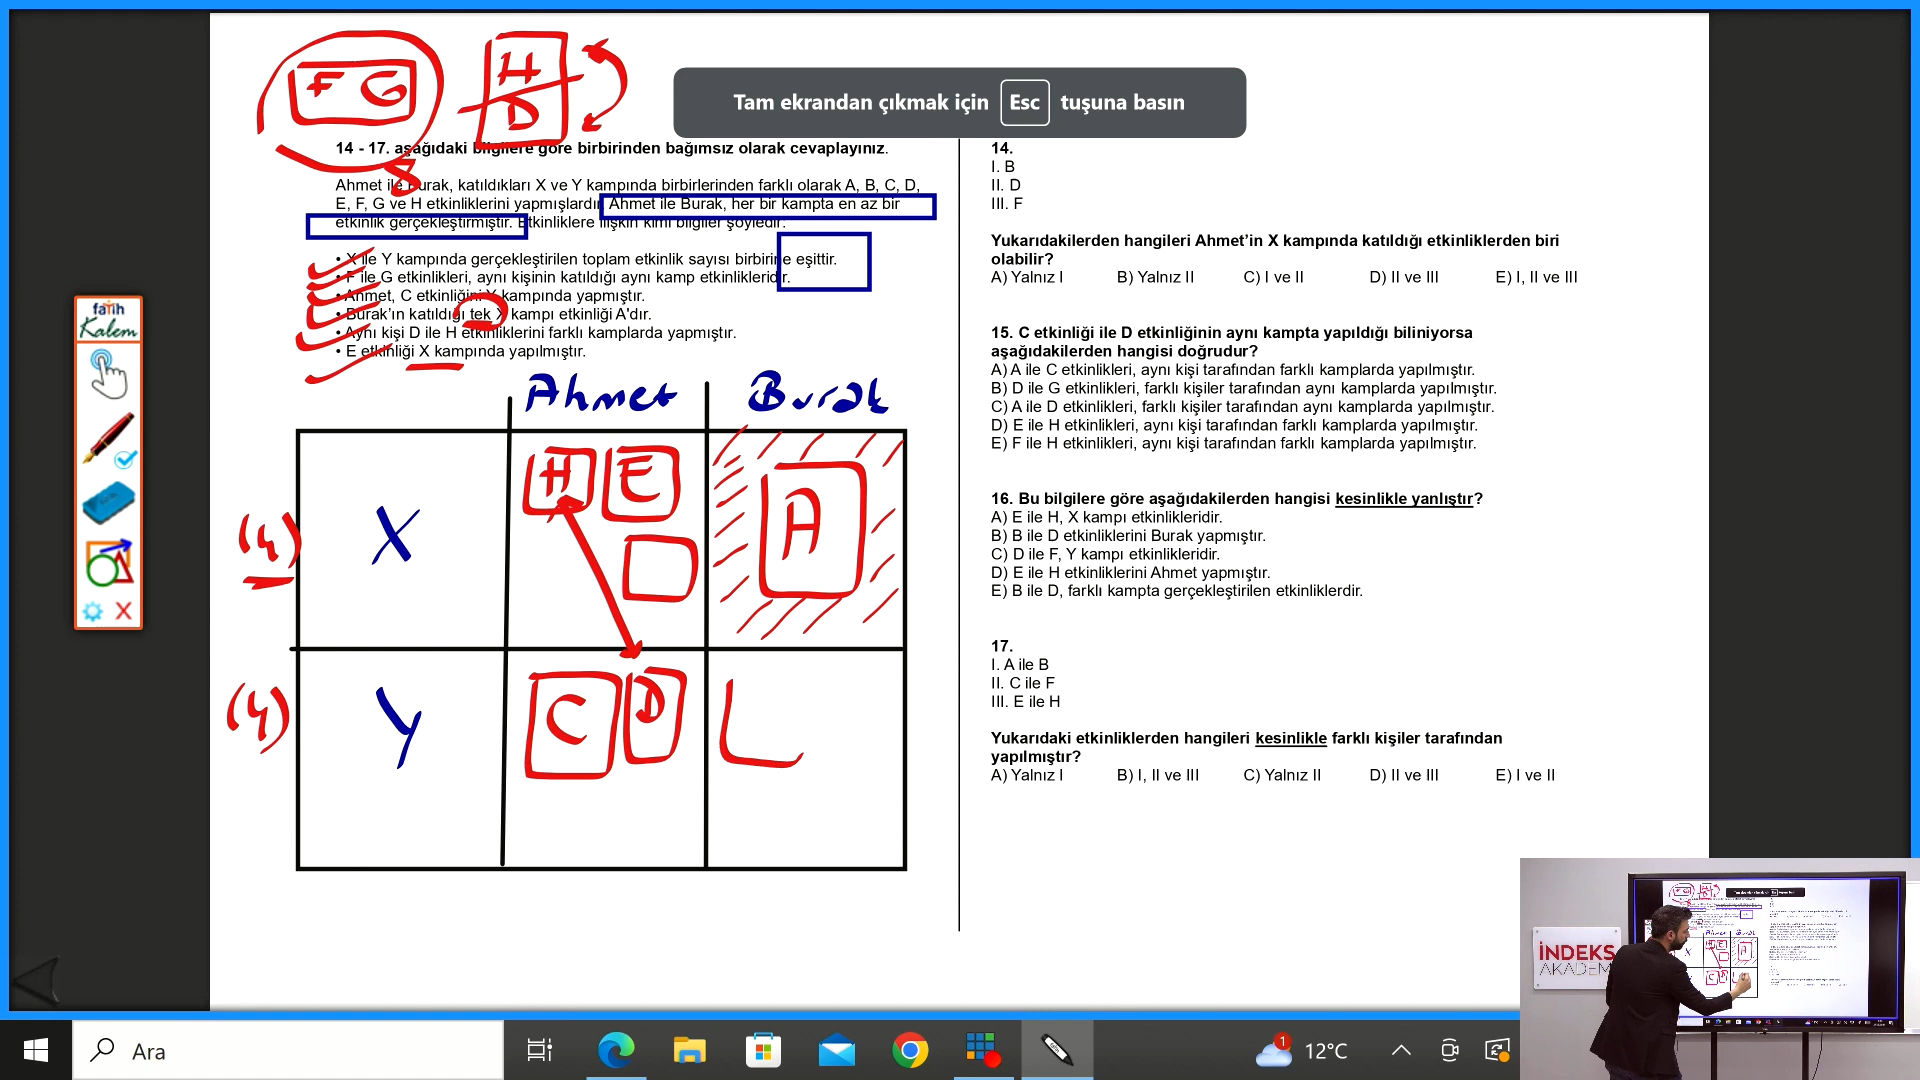 F G
H
D
8
Tam ekrandan çıkmak için Esc tuşuna basın
14 - 17. aşağıdaki bilgilere göre birbirinden bağımsız olarak cevaplayınız.
Ahmet ile Burak, katıldıkları X ve Y kampında birbirlerinden farklı olarak A, B, C, D,
E, F, G ve H etkinliklerini yapmışlardır. Ahmet ile Burak, her bir kampta en az bir
etkinlik gerçekleştirmiştir. Etkinliklere ilişkin kimi bilgiler şöyledir:
• X ile Y kampında gerçekleştirilen toplam etkinlik sayısı birbirine eşittir.
• F ile G etkinlikleri, aynı kişinin katıldığı aynı kamp etkinlikleridir.
• Ahmet, C etkinliğini Y kampında yapmıştır.
• Burak’ın katıldığı tek X kampı etkinliği A'dır.
• Aynı kişi D ile H etkinliklerini farklı kamplarda yapmıştır.
• E etkinliği X kampında yapılmıştır.
Ahmet Burak
(4) X H E A
(4) Y C D
14.
I. B
II. D
III. F
Yukarıdakilerden hangileri Ahmet’in X kampında katıldığı etkinliklerden biri
olabilir?
A) Yalnız I B) Yalnız II C) I ve II D) II ve III E) I, II ve III
15. C etkinliği ile D etkinliğinin aynı kampta yapıldığı biliniyorsa
aşağıdakilerden hangisi doğrudur?
A) A ile C etkinlikleri, aynı kişi tarafından farklı kamplarda yapılmıştır.
B) D ile G etkinlikleri, farklı kişiler tarafından aynı kamplarda yapılmıştır.
C) A ile D etkinlikleri, farklı kişiler tarafından aynı kamplarda yapılmıştır.
D) E ile H etkinlikleri, aynı kişi tarafından farklı kamplarda yapılmıştır.
E) F ile H etkinlikleri, aynı kişi tarafından farklı kamplarda yapılmıştır.
16. Bu bilgilere göre aşağıdakilerden hangisi kesinlikle yanlıştır?
A) E ile H, X kampı etkinlikleridir.
B) B ile D etkinliklerini Burak yapmıştır.
C) D ile F, Y kampı etkinlikleridir.
D) E ile H etkinliklerini Ahmet yapmıştır.
E) B ile D, farklı kampta gerçekleştirilen etkinliklerdir.
17.
I. A ile B
II. C ile F
III. E ile H
Yukarıdaki etkinliklerden hangileri kesinlikle farklı kişiler tarafından
yapılmıştır?
A) Yalnız I B) I, II ve III C) Yalnız II D) II ve III E) I ve II
fatih
Kalem
İNDEKS
AKADEM
Ara
1
12°C